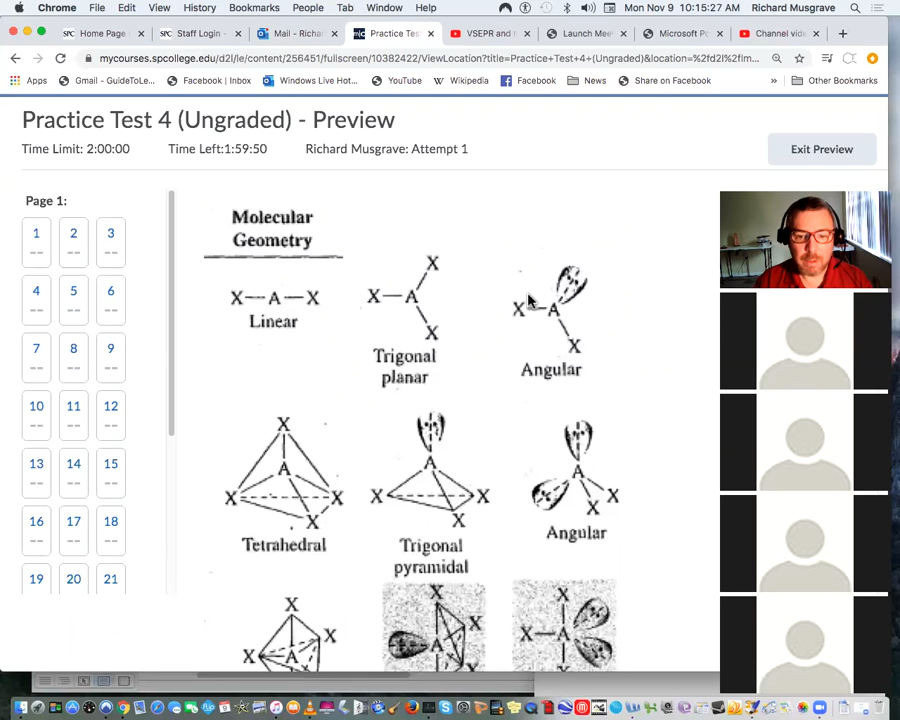 Chrome File Edit View History Bookmarks People Tab Window Help Mon Nov 9 10:15:27 AM Richard Musgrave
SPC Home Page SPC Staff Login - Mail - Richar Practice Tes VSEPR and Launch Mee Microsoft Po Channel vide
mycourses.spcollege.edu/d2l/le/content/256451/fullscreen/10382422/ViewLocation?title=Practice+Test+4+(Ungraded)&location=%2fd2l%2flm...
Apps Gmail - GuideToLe... Facebook | Inbox Windows Live Hot... YouTube Wikipedia Facebook News Share on Facebook » Other Bookmarks
Practice Test 4 (Ungraded) - Preview
Time Limit: 2:00:00 Time Left:1:59:50 Richard Musgrave: Attempt 1
Exit Preview
Page 1:
1 2 3
-- -- --
4 5 6
-- -- --
7 8 9
-- -- --
10 11 12
-- -- --
13 14 15
-- -- --
16 17 18
-- -- --
19 20 21
Molecular
Geometry
X—A—X
Linear
X
X—A
X
Trigonal
planar
X—A
X
Angular
X
A
X X
X
Tetrahedral
A
X X
X
Trigonal
pyramidal
A
X
X
Angular
X
X
X A
X
X
A
X
X—A
X